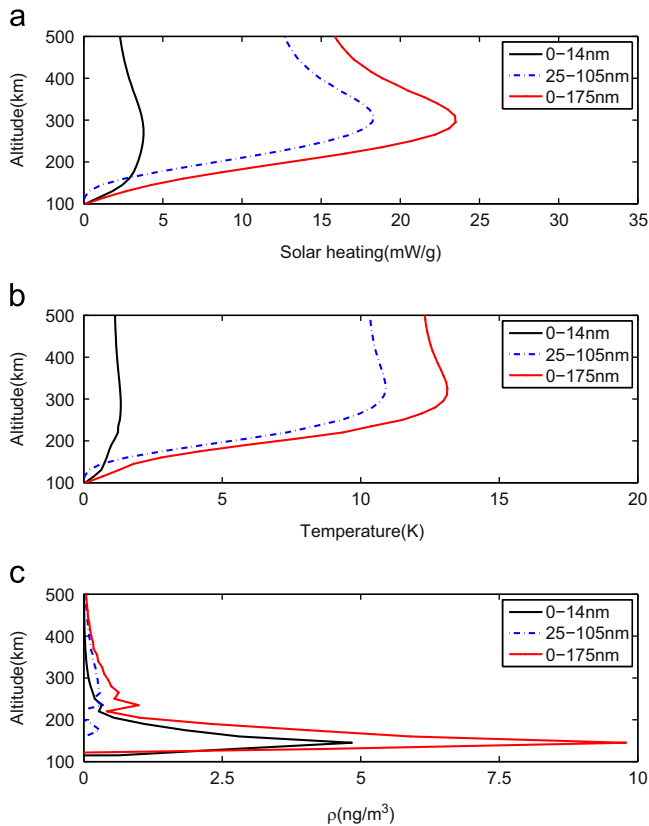 a
500
400
300
200
100
Altitude(km)
0−14nm
25−105nm
0−175nm
0 5 10 15 20 25 30 35
Solar heating(mW/g)
b
500
400
300
200
100
Altitude(km)
0−14nm
25−105nm
0−175nm
0 5 10 15 20
Temperature(K)
c
500
400
300
200
100
Altitude(km)
0−14nm
25−105nm
0−175nm
0 2.5 5 7.5 10
ρ(ng/m³)